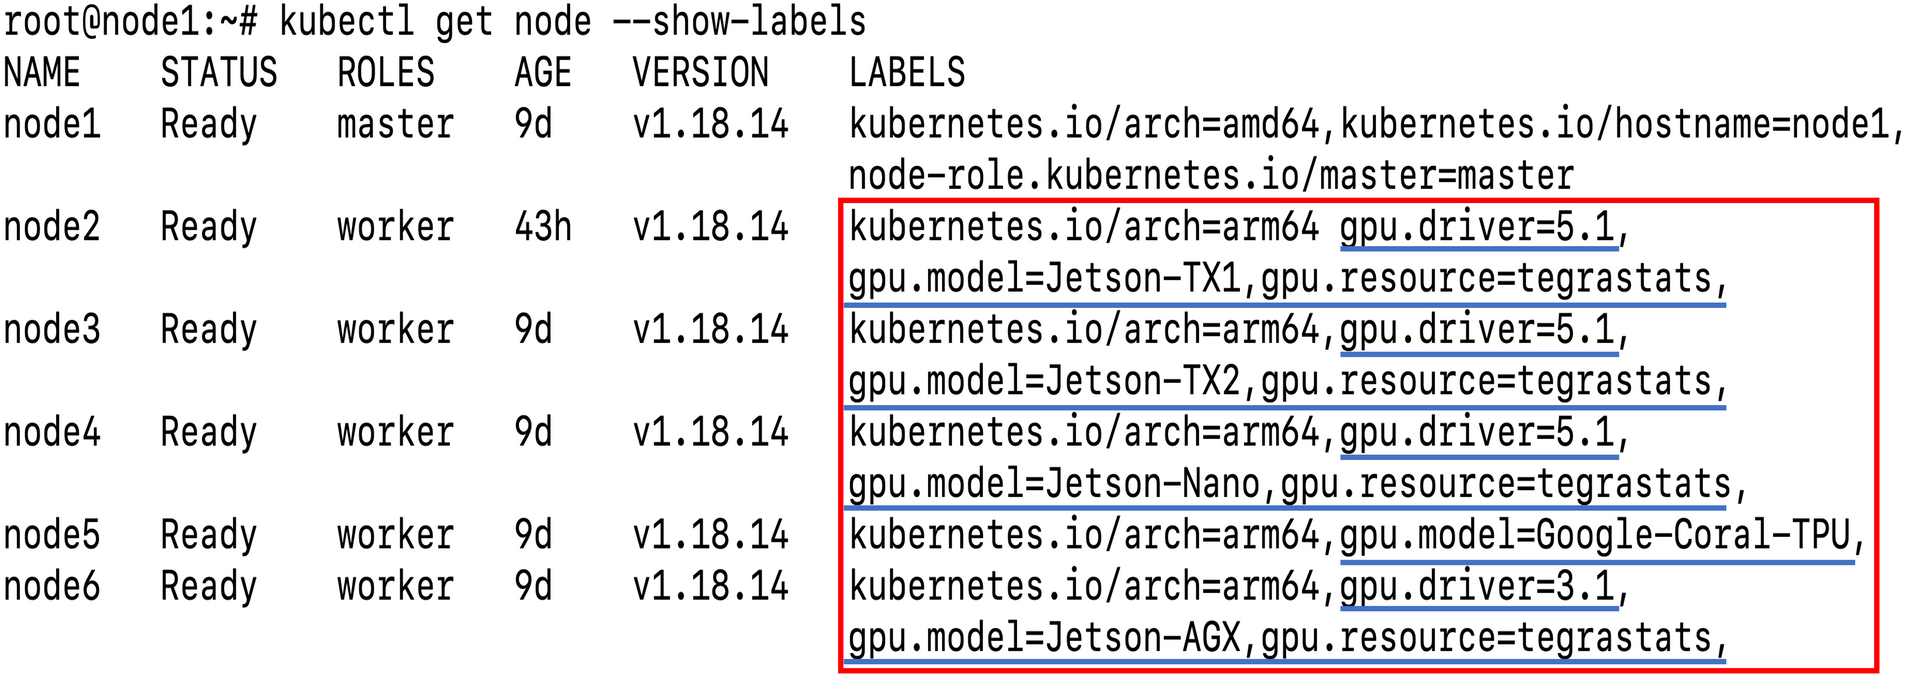 root@node1:~# kubectl get node --show-labels
NAME STATUS ROLES AGE VERSION LABELS
node1 Ready master 9d v1.18.14 kubernetes.io/arch=amd64,kubernetes.io/hostname=node1,
node-role.kubernetes.io/master=master
node2 Ready worker 43h v1.18.14 kubernetes.io/arch=arm64 gpu.driver=5.1,
gpu.model=Jetson-TX1,gpu.resource=tegrastats,
node3 Ready worker 9d v1.18.14 kubernetes.io/arch=arm64,gpu.driver=5.1,
gpu.model=Jetson-TX2,gpu.resource=tegrastats,
node4 Ready worker 9d v1.18.14 kubernetes.io/arch=arm64,gpu.driver=5.1,
gpu.model=Jetson-Nano,gpu.resource=tegrastats,
node5 Ready worker 9d v1.18.14 kubernetes.io/arch=arm64,gpu.model=Google-Coral-TPU,
node6 Ready worker 9d v1.18.14 kubernetes.io/arch=arm64,gpu.driver=3.1,
gpu.model=Jetson-AGX,gpu.resource=tegrastats,